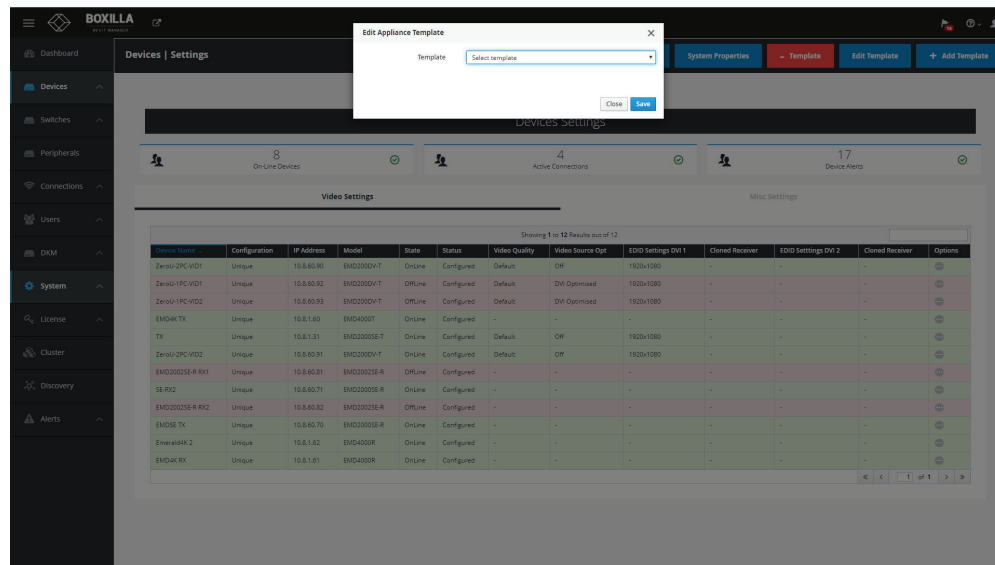 BOXILLA
Edit Appliance Template
Template Select template
Close Save
Dashboard
Devices
Switches
Peripherals
Connections
Users
DKM
System
License
Cluster
Discovery
Alerts
Devices | Settings
System Properties - Template Edit Template + Add Template
Devices Settings
8
On-Line Devices
4
Active Connections
17
Device Alerts
Video Settings Misc Settings
Showing 1 to 12 Results out of 12
Device Name Configuration IP Address Model State Status Video Quality Video Source Opt EDID Settings DVI 1 Cloned Receiver EDID Setttings DVI 2 Cloned Receiver Options
ZeroU-2PC-VID1 Unique 10.8.60.90 EMD200DV-T OnLine Configured Default Off 1920x1080 - - -
ZeroU-1PC-VID1 Unique 10.8.60.92 EMD200DV-T OffLine Configured Default DVI Optimised 1920x1080 - - -
ZeroU-1PC-VID2 Unique 10.8.60.93 EMD200DV-T OffLine Configured Default DVI Optimised 1920x1080 - - -
EMD4K TX Unique 10.8.1.60 EMD4000T OnLine Configured - - - - - -
TX Unique 10.8.1.31 EMD2000SE-T OnLine Configured Default Off 1920x1080 - - -
ZeroU-2PC-VID2 Unique 10.8.60.91 EMD200DV-T OnLine Configured Default Off 1920x1080 - - -
EMD2002SE-R RX1 Unique 10.8.60.81 EMD2002SE-R OffLine Configured - - - - - -
SE-RX2 Unique 10.8.60.71 EMD2000SE-R OnLine Configured - - - - - -
EMD2002SE-R RX2 Unique 10.8.60.82 EMD2002SE-R OffLine Configured - - - - - -
EMDSE TX Unique 10.8.60.70 EMD2000SE-R OnLine Configured - - - - - -
Emerald4K 2 Unique 10.8.1.62 EMD4000R OnLine Configured - - - - - -
EMD4K RX Unique 10.8.1.61 EMD4000R OnLine Configured - - - - - -
« < 1 of 1 > »